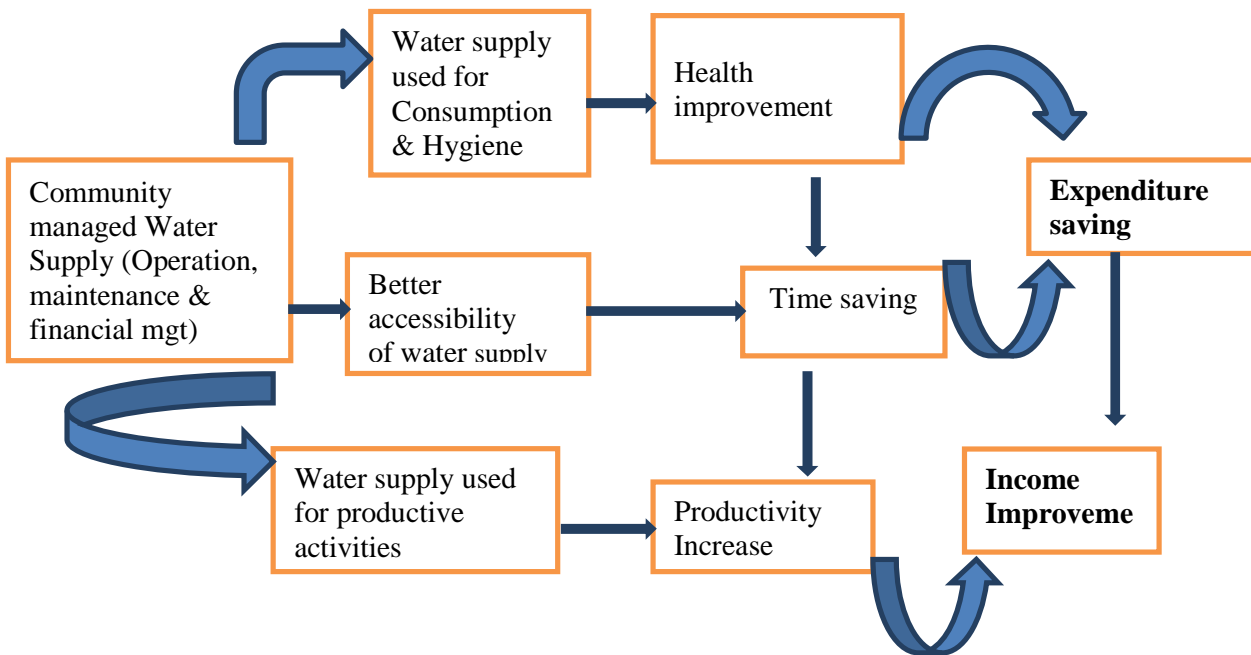 Water supply
used for
Consumption
& Hygiene
Health
improvement
Community
managed Water
Supply (Operation,
maintenance &
financial mgt)
Expenditure
saving
Better
accessibility
of water supply
Time saving
Water supply used
for productive
activities
Productivity
Increase
Income
Improveme